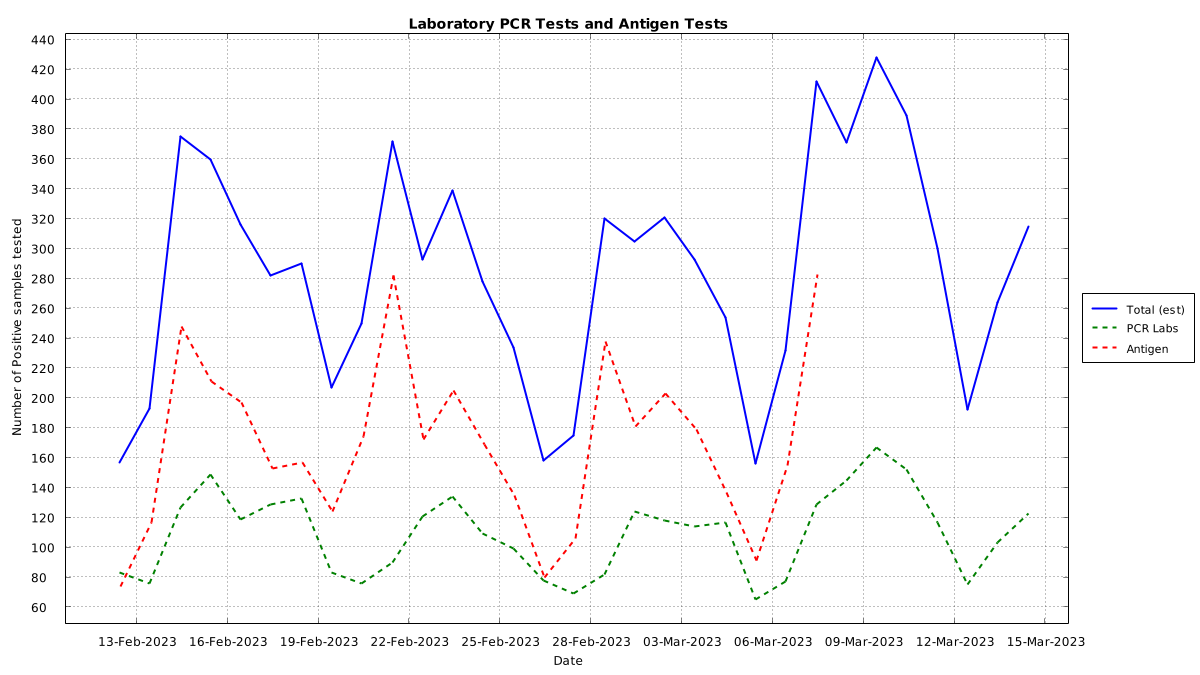 Laboratory PCR Tests and Antigen Tests
Number of Positive samples tested
440
420
400
380
360
340
320
300
280
260
240
220
200
180
160
140
120
100
80
60
13-Feb-2023 16-Feb-2023 19-Feb-2023 22-Feb-2023 25-Feb-2023 28-Feb-2023 03-Mar-2023 06-Mar-2023 09-Mar-2023 12-Mar-2023 15-Mar-2023
Date
Total (est)
PCR Labs
Antigen